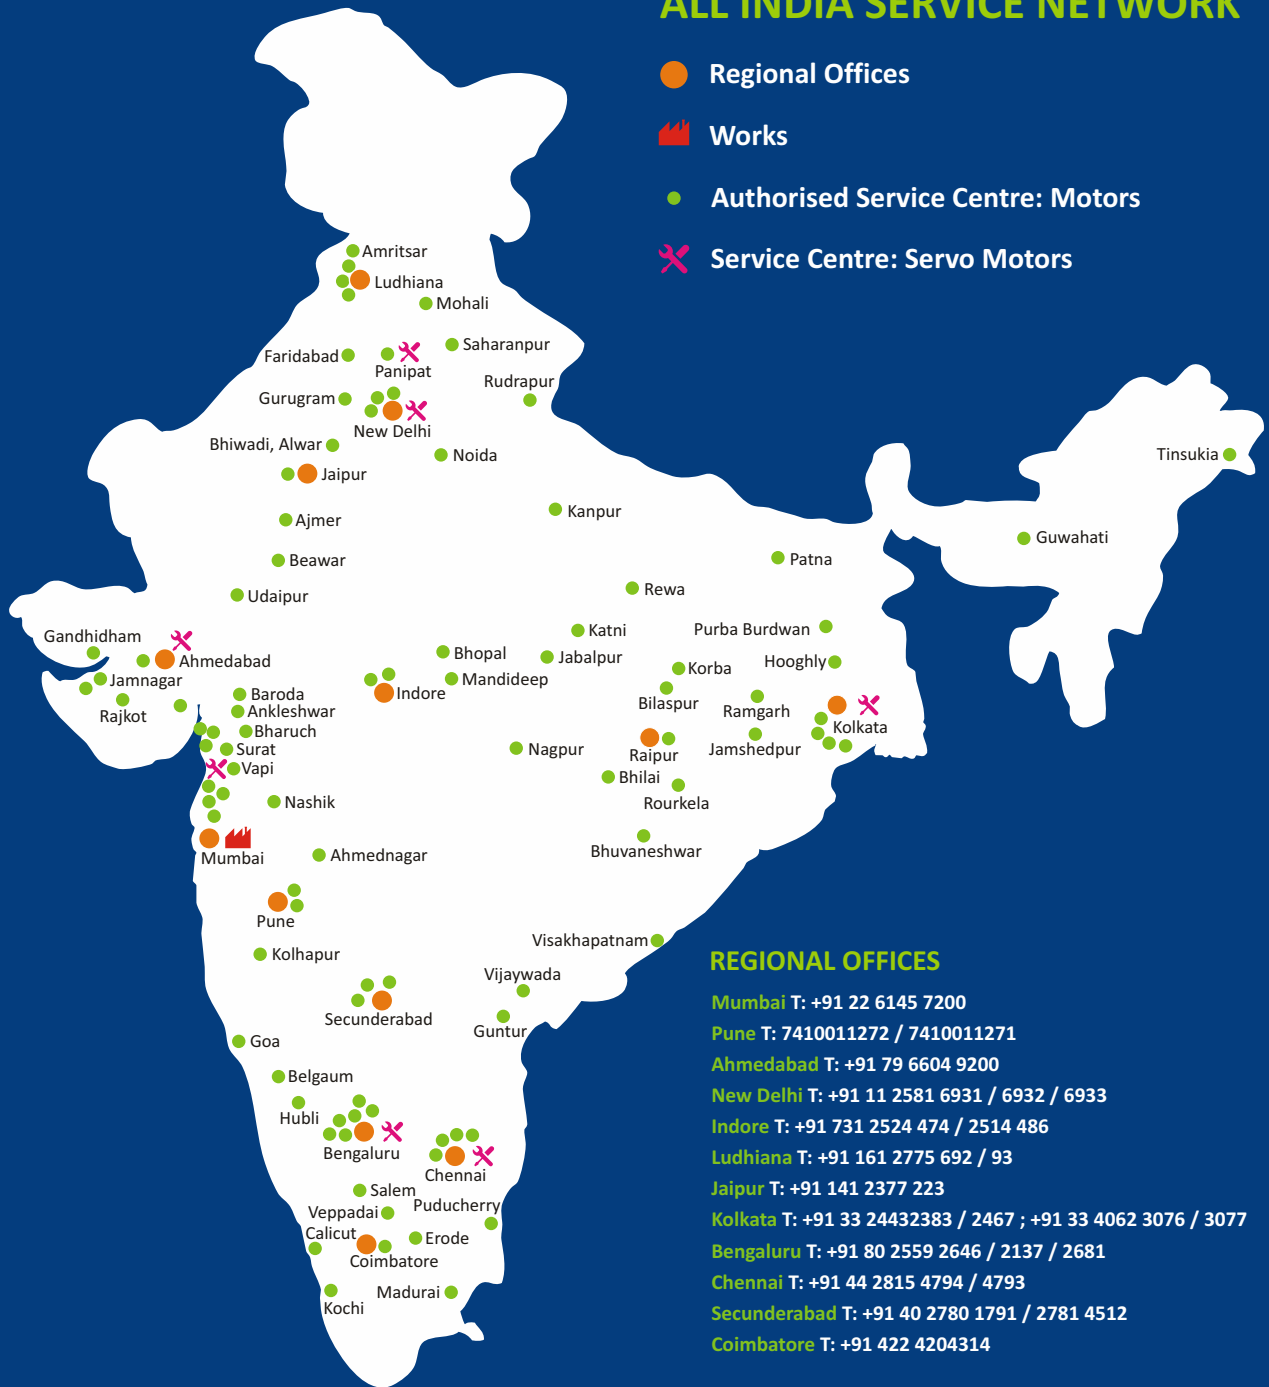 ALL INDIA SERVICE NETWORK
Regional Offices
Works
Authorised Service Centre: Motors
Service Centre: Servo Motors
Amritsar
Ludhiana
Mohali
Saharanpur
Faridabad
Panipat
Rudrapur
Gurugram
New Delhi
Bhiwadi, Alwar
Noida
Tinsukia
Jaipur
Kanpur
Ajmer
Guwahati
Beawar
Patna
Rewa
Udaipur
Katni
Purba Burdwan
Gandhidham
Bhopal
Jabalpur
Ahmedabad
Hooghly
Korba
Jamnagar
Mandideep
Baroda
Indore
Bilaspur
Ankleshwar
Ramgarh
Rajkot
Bharuch
Kolkata
Surat
Nagpur
Raipur
Jamshedpur
Vapi
Bhilai
Nashik
Rourkela
Bhuvaneshwar
Mumbai
Ahmednagar
Pune
Visakhapatnam
Kolhapur
Vijaywada
Secunderabad
Guntur
Goa
Belgaum
Hubli
Bengaluru
Chennai
Salem
Puducherry
Veppadai
Calicut
Erode
Coimbatore
Madurai
Kochi
REGIONAL OFFICES
Mumbai T: +91 22 6145 7200
Pune T: 7410011272 / 7410011271
Ahmedabad T: +91 79 6604 9200
New Delhi T: +91 11 2581 6931 / 6932 / 6933
Indore T: +91 731 2524 474 / 2514 486
Ludhiana T: +91 161 2775 692 / 93
Jaipur T: +91 141 2377 223
Kolkata T: +91 33 24432383 / 2467 ; +91 33 4062 3076 / 3077
Bengaluru T: +91 80 2559 2646 / 2137 / 2681
Chennai T: +91 44 2815 4794 / 4793
Secunderabad T: +91 40 2780 1791 / 2781 4512
Coimbatore T: +91 422 4204314